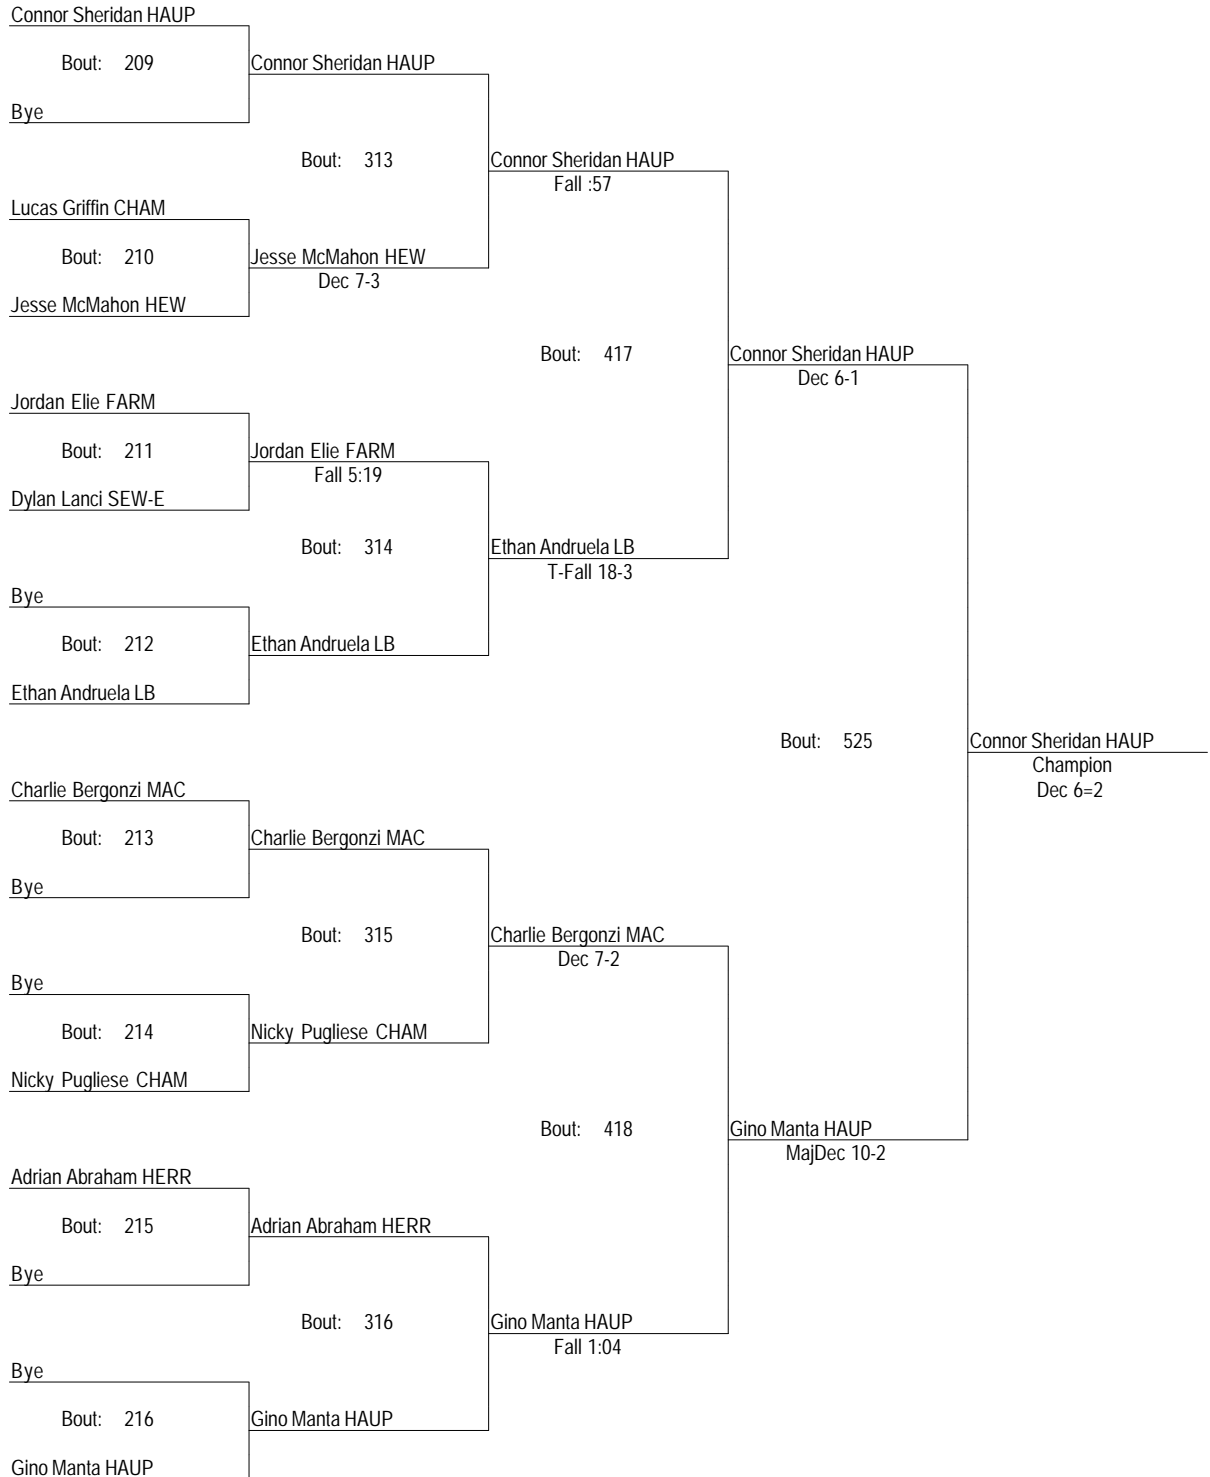 Connor Sheridan HAUP
Bout: 209 Connor Sheridan HAUP
Bye
Bout: 313 Connor Sheridan HAUP
Fall :57
Lucas Griffin CHAM
Bout: 210 Jesse McMahon HEW
Dec 7-3
Jesse McMahon HEW
Bout: 417 Connor Sheridan HAUP
Dec 6-1
Jordan Elie FARM
Bout: 211 Jordan Elie FARM
Fall 5:19
Dylan Lanci SEW-E
Bout: 314 Ethan Andruela LB
T-Fall 18-3
Bye
Bout: 212 Ethan Andruela LB
Ethan Andruela LB
Bout: 525 Connor Sheridan HAUP
Champion
Dec 6=2
Charlie Bergonzi MAC
Bout: 213 Charlie Bergonzi MAC
Bye
Bout: 315 Charlie Bergonzi MAC
Dec 7-2
Bye
Bout: 214 Nicky Pugliese CHAM
Nicky Pugliese CHAM
Bout: 418 Gino Manta HAUP
MajDec 10-2
Adrian Abraham HERR
Bout: 215 Adrian Abraham HERR
Bye
Bout: 316 Gino Manta HAUP
Fall 1:04
Bye
Bout: 216 Gino Manta HAUP
Gino Manta HAUP